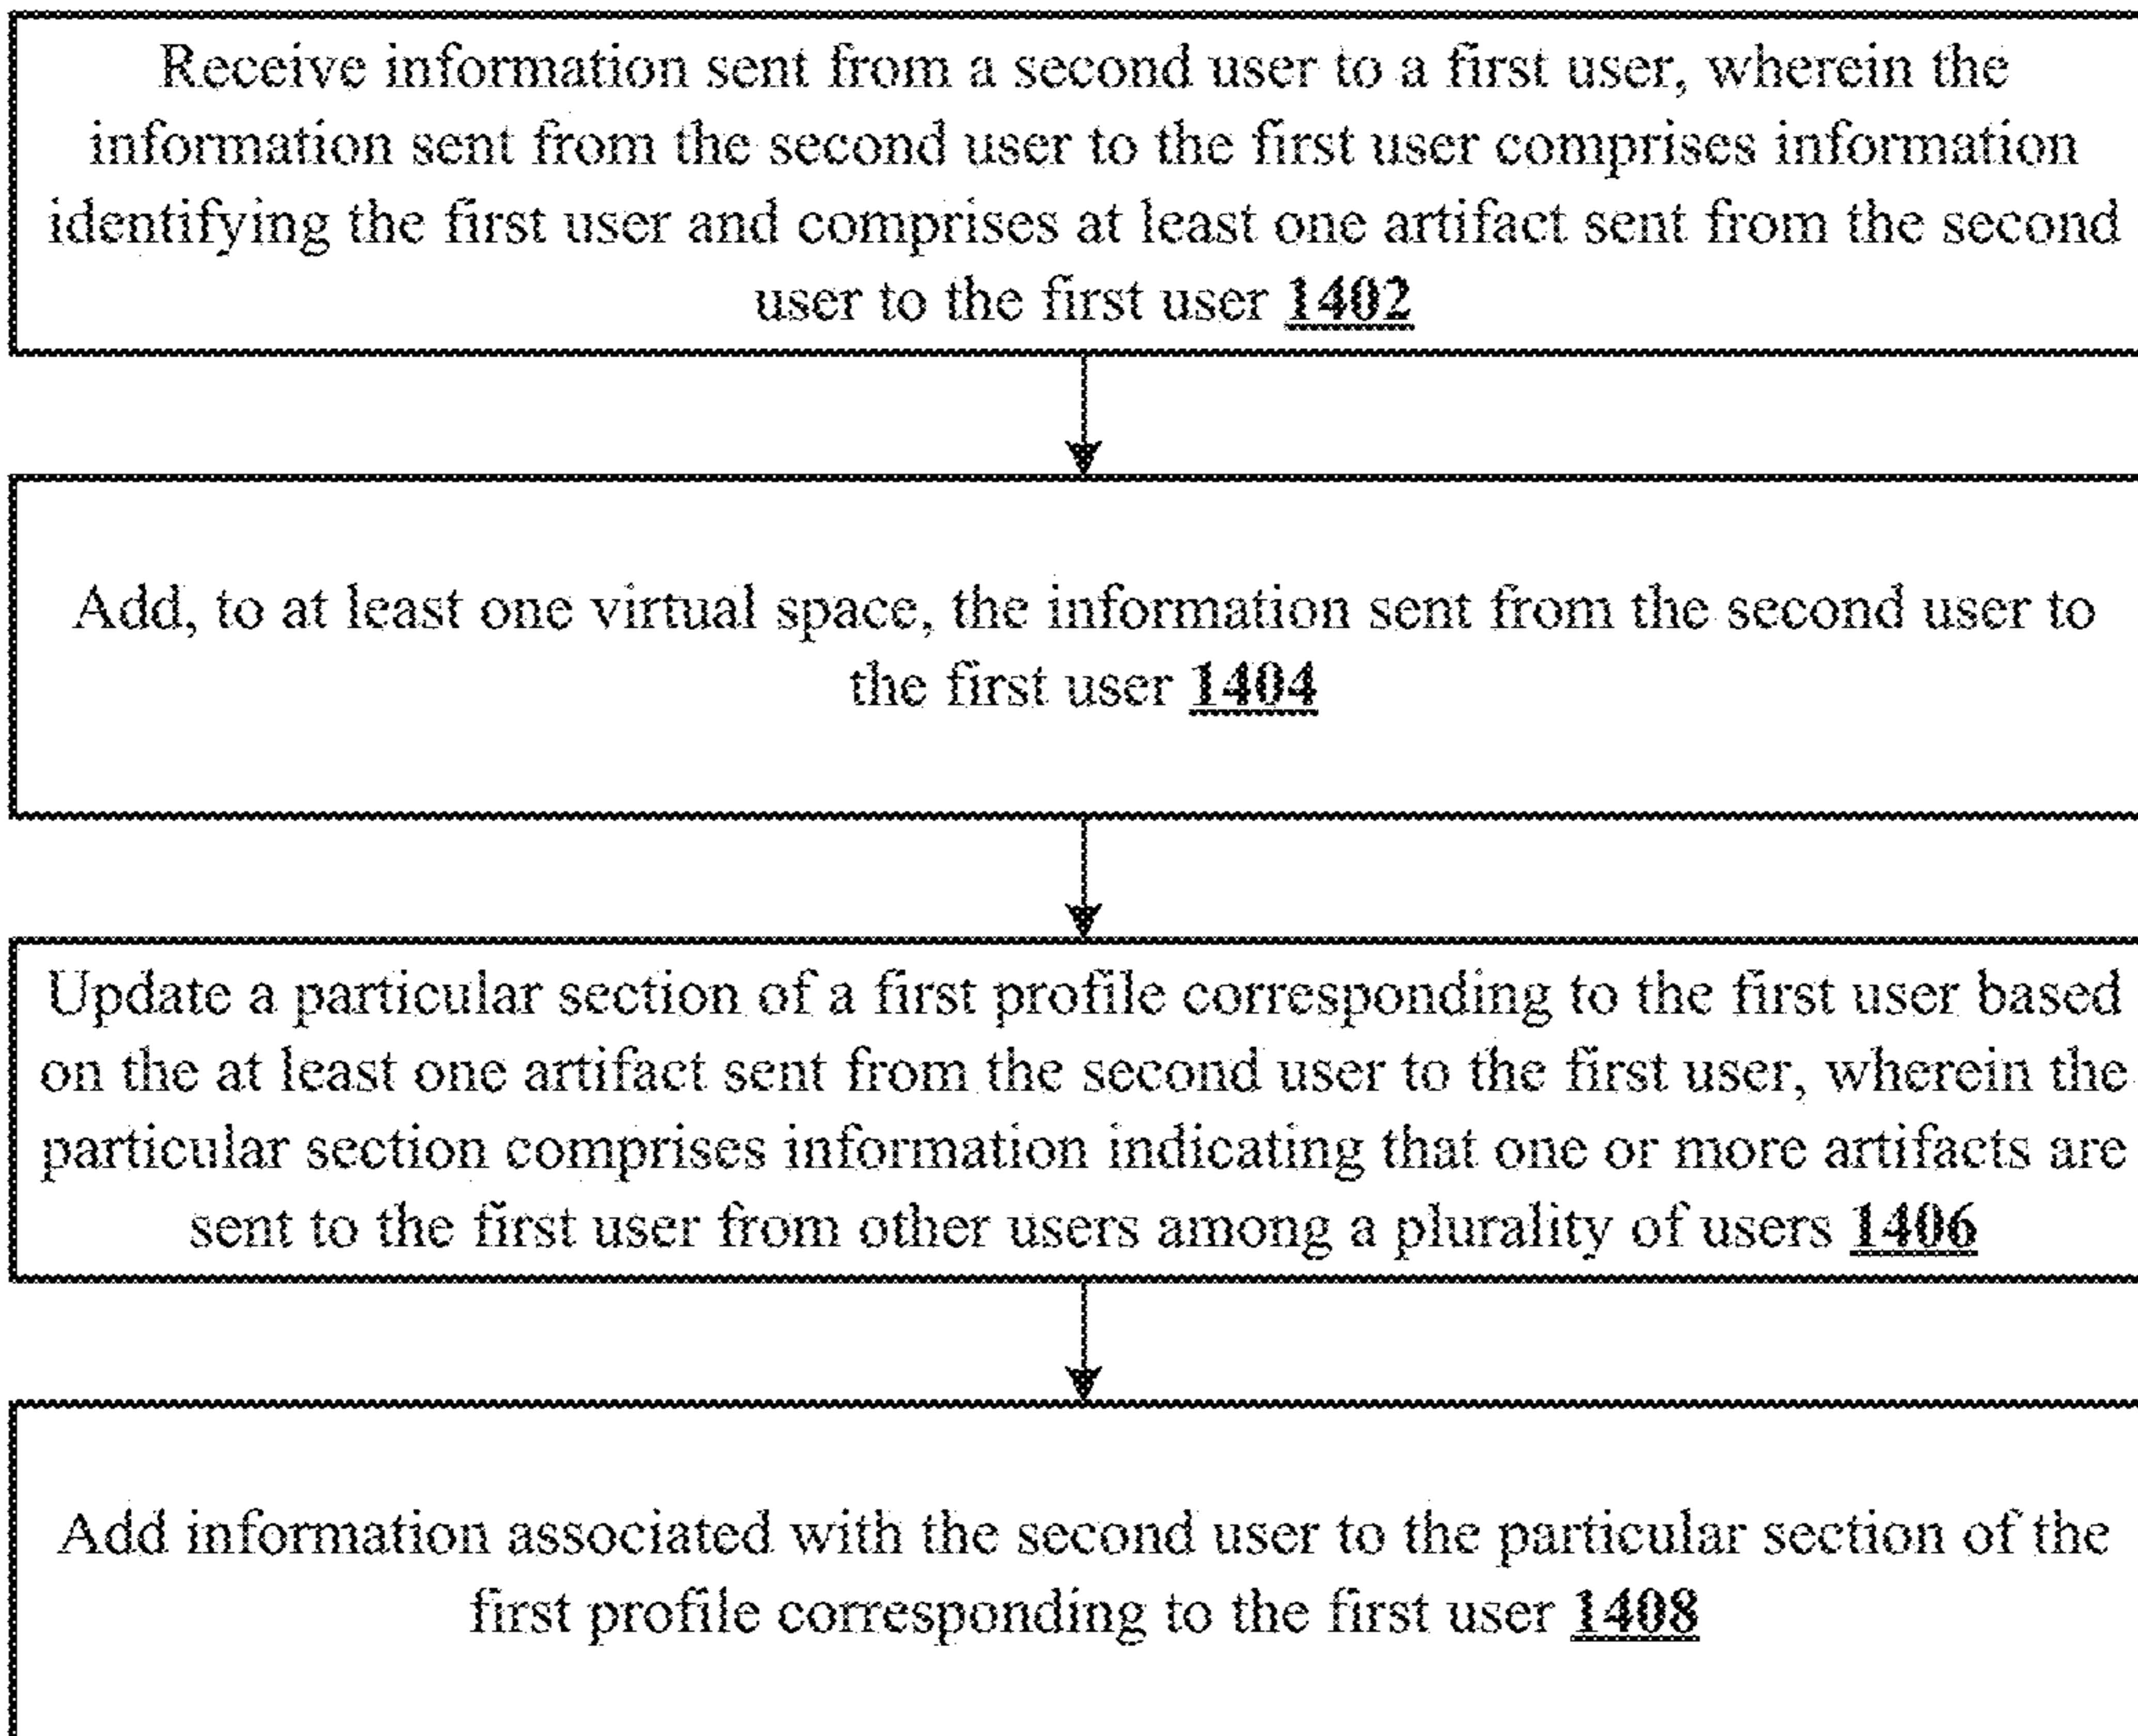 Receive information sent from a second user to a first user, wherein the
information sent from the second user to the first user comprises information
identifying the first user and comprises at least one artifact sent from the second
user to the first user 1402
Add, to at least one virtual space, the information sent from the second user to
the first user 1404
Update a particular section of a first profile corresponding to the first user based
on the at least one artifact sent from the second user to the first user, wherein the
particular section comprises information indicating that one or more artifacts are
sent to the first user from other users among a plurality of users 1406
Add information associated with the second user to the particular section of the
first profile corresponding to the first user 1408